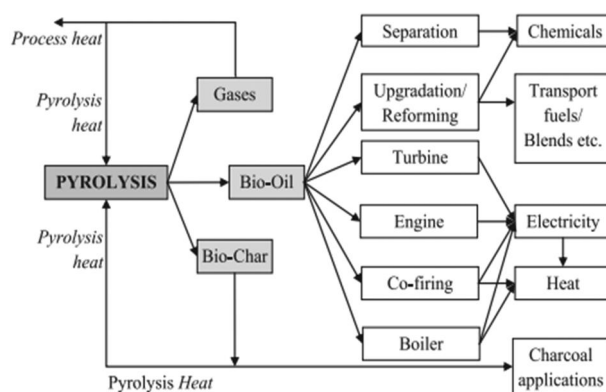 Process heat
Pyrolysis
heat
Gases
PYROLYSIS
Bio-Oil
Pyrolysis
heat
Bio-Char
Pyrolysis Heat
Separation
Upgradation/
Reforming
Turbine
Engine
Co-firing
Boiler
Chemicals
Transport
fuels/
Blends etc.
Electricity
Heat
Charcoal
applications